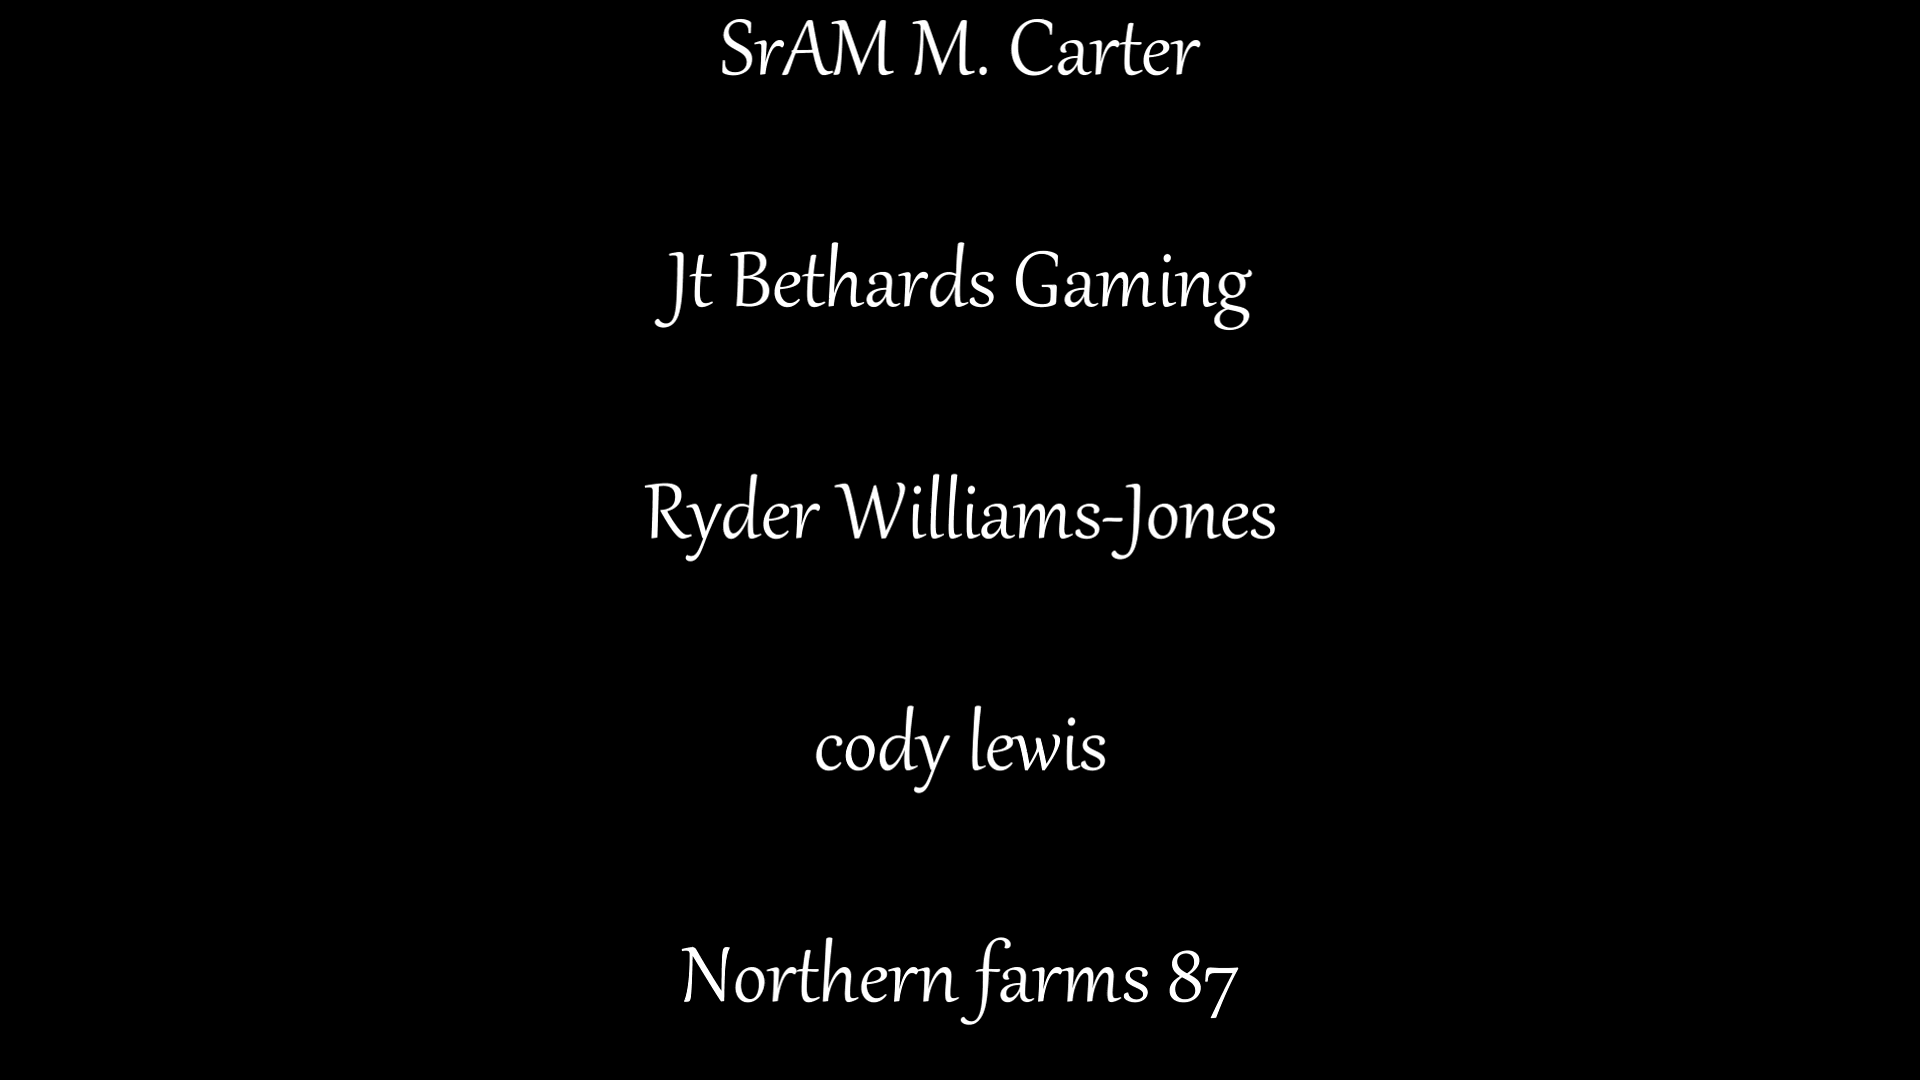 SrAM M. Carter
Jt Bethards Gaming
Ryder Williams-Jones
cody lewis
Northern farms 87